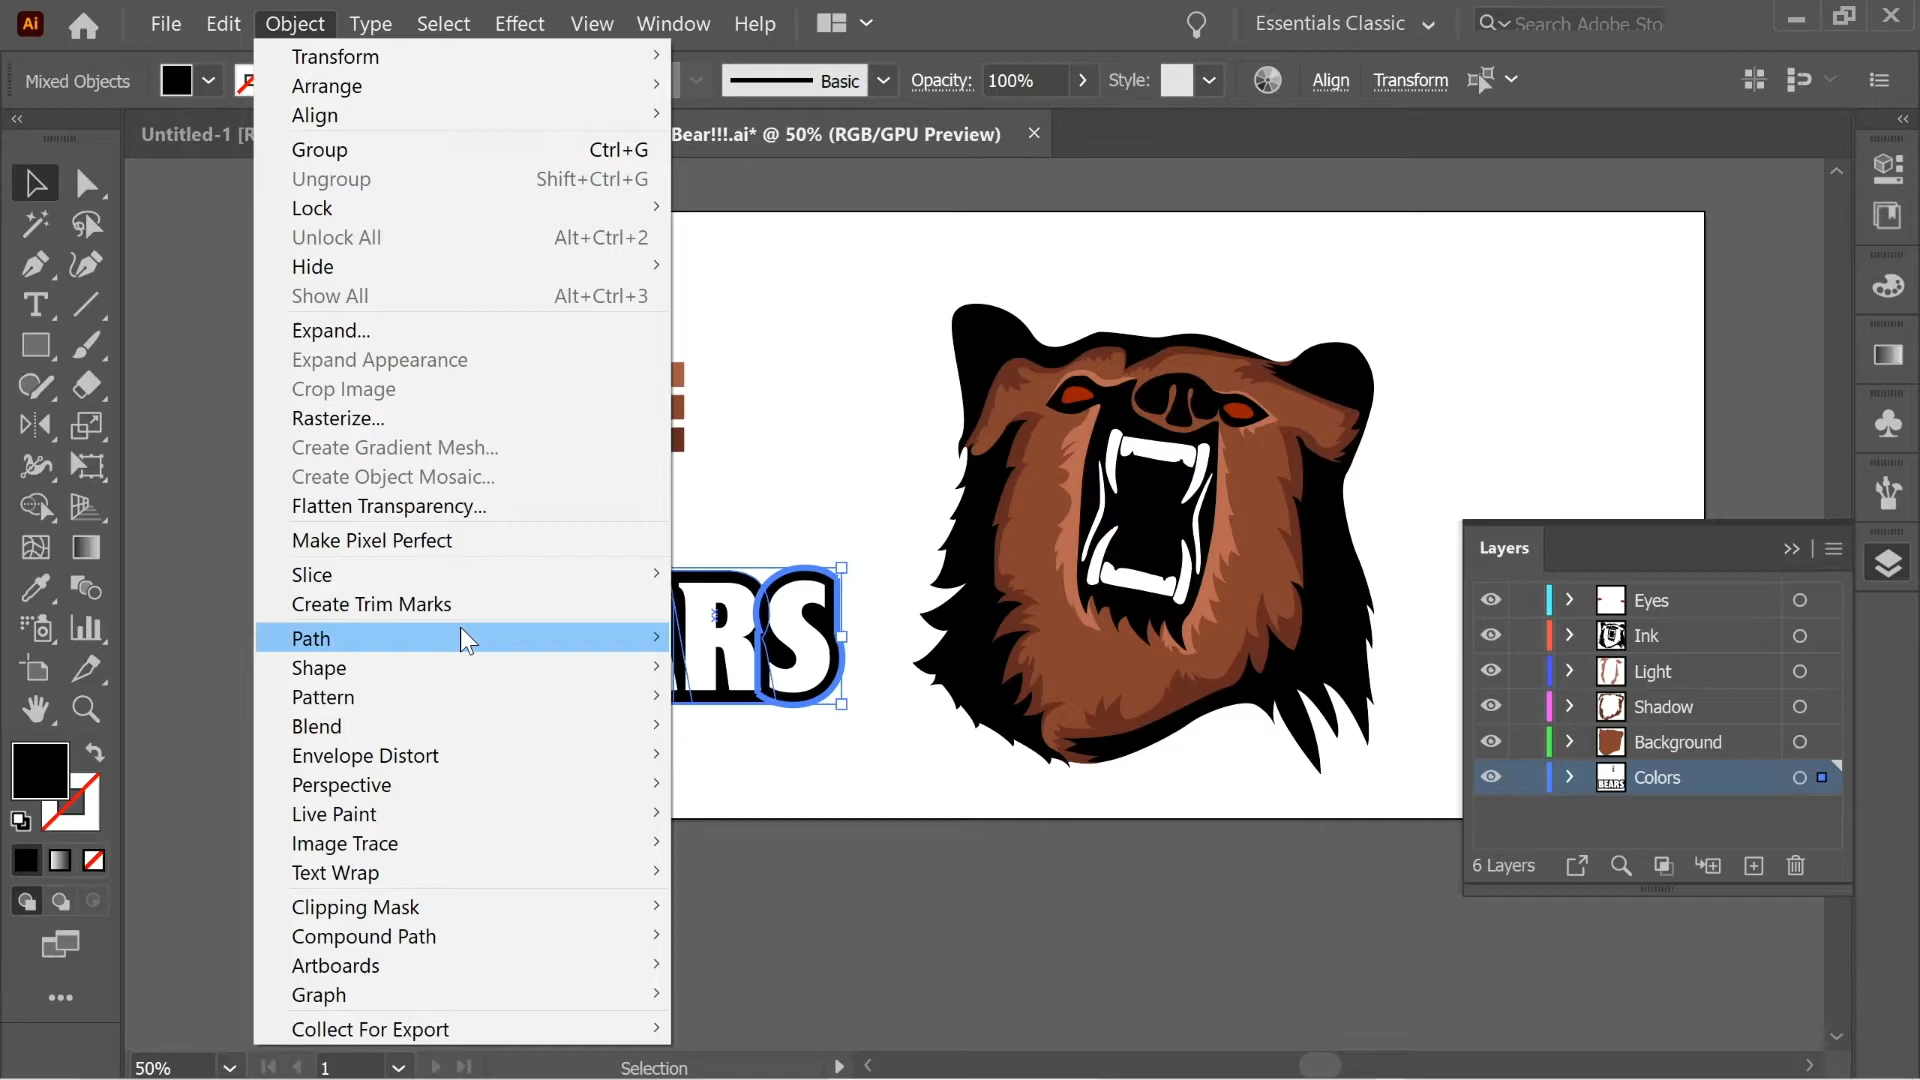 Ai File Edit Object Type Select Effect View Window Help Essentials Classic Search Adobe Sto
Mixed Objects Basic Opacity: 100% Style: Align Transform
Untitled-1 [R Bear!!!.ai* @ 50% (RGB/GPU Preview)
Transform
Arrange
Align
Group Ctrl+G
Ungroup Shift+Ctrl+G
Lock
Unlock All Alt+Ctrl+2
Hide
Show All Alt+Ctrl+3
Expand...
Expand Appearance
Crop Image
Rasterize...
Create Gradient Mesh...
Create Object Mosaic...
Flatten Transparency...
Make Pixel Perfect
Slice
Create Trim Marks
Path
Shape
Pattern
Blend
Envelope Distort
Perspective
Live Paint
Image Trace
Text Wrap
Clipping Mask
Compound Path
Artboards
Graph
Collect For Export
RS
Layers
Eyes
Ink
Light
Shadow
Background
BEARS Colors
6 Layers
50% 1 Selection